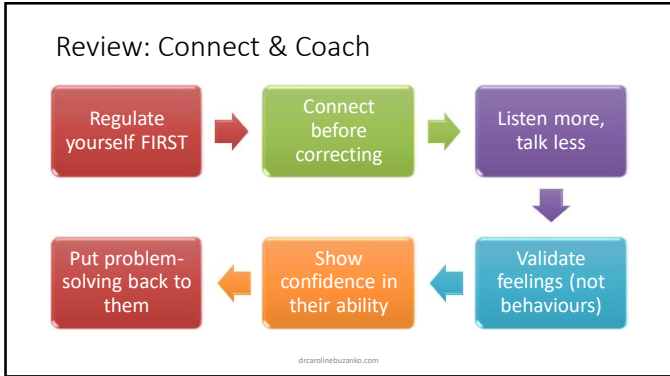 Review: Connect & Coach
Regulate
yourself FIRST
Connect
before
correcting
Listen more,
talk less
Validate
feelings (not
behaviours)
Show
confidence in
their ability
Put problem-
solving back to
them
drcarolinebuzanko.com